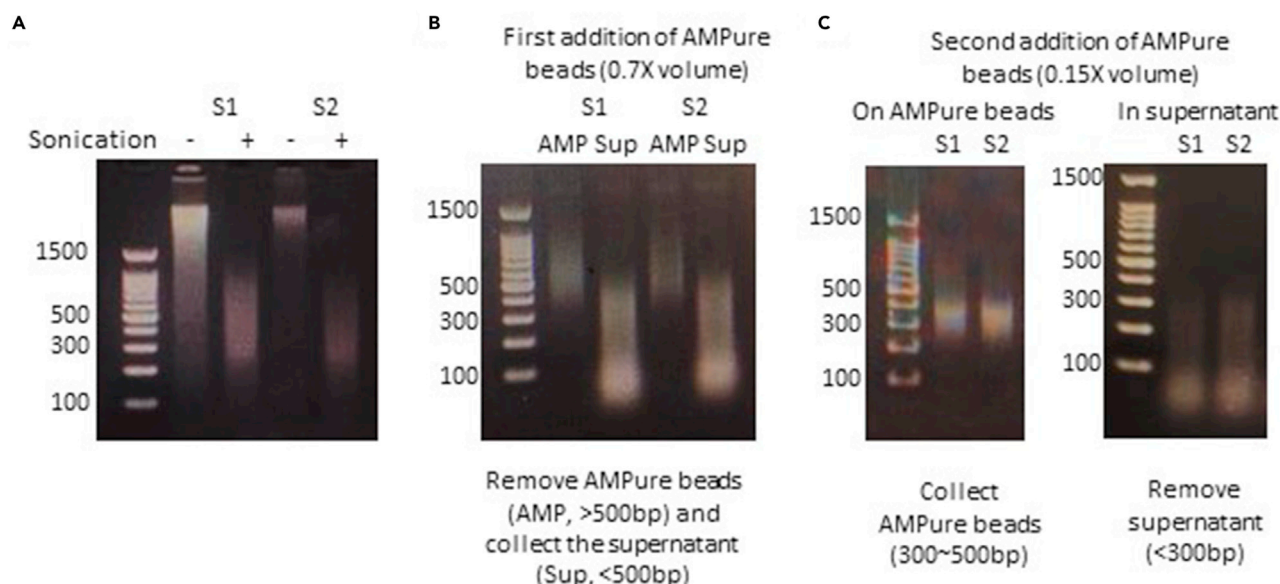 A
S1 S2
Sonication - + - +
1500
500
300
100
B
First addition of AMPure
beads (0.7X volume)
S1 S2
AMP Sup AMP Sup
1500
500
300
100
Remove AMPure beads
(AMP, >500bp) and
collect the supernatant
(Sup, <500bp)
C
Second addition of AMPure
beads (0.15X volume)
On AMPure beads
S1 S2
1500
500
300
100
Collect
AMPure beads
(300~500bp)
In supernatant
S1 S2
1500
500
300
100
Remove
supernatant
(<300bp)